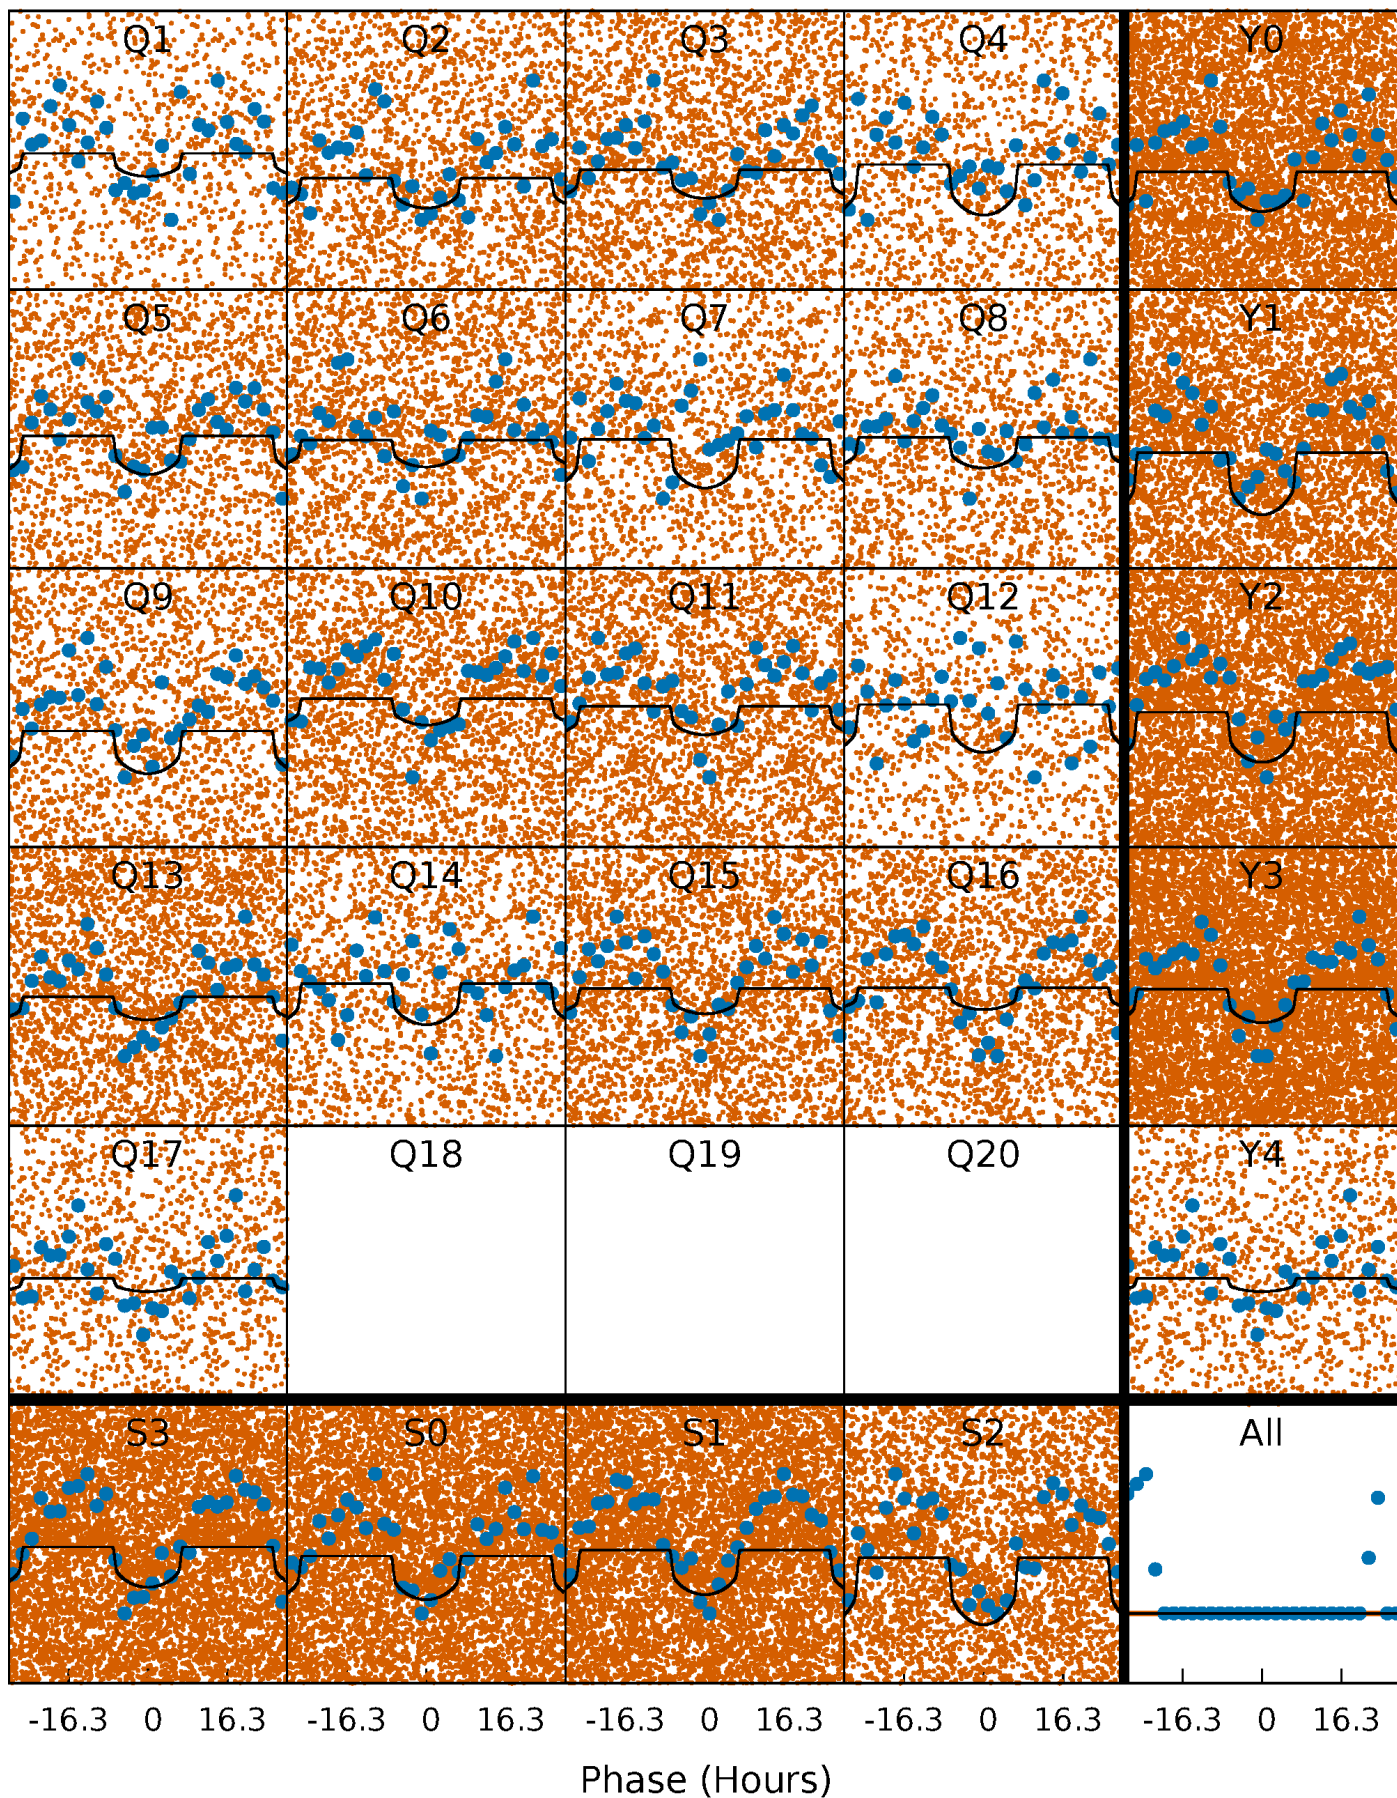 Q1 Q2 Q3 Q4 Y0
Q5 Q6 Q7 Q8 Y1
Q9 Q10 Q11 Q12 Y2
Q13 Q14 Q15 Q16 Y3
Q17 Q18 Q19 Q20 Y4
S3 S0 S1 S2 All
-16.3 0 16.3 -16.3 0 16.3 -16.3 0 16.3 -16.3 0 16.3 -16.3 0 16.3
Phase (Hours)